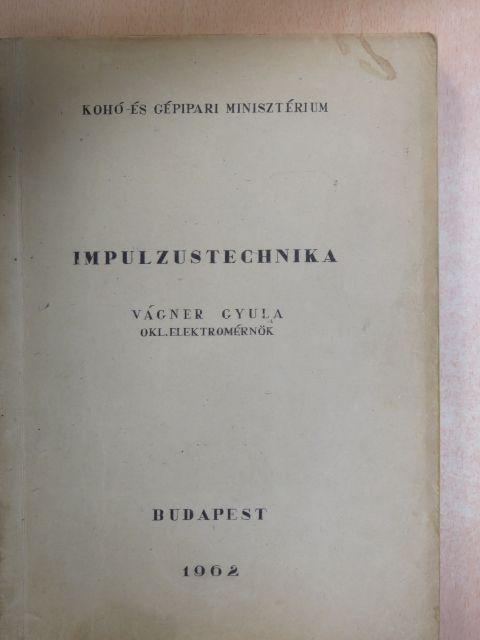 KOHÓ-ÉS GÉPIPARI MINISZTÉRIUM
IMPULZUSTECHNIKA
VÁGNER GYULA
OKL.ELEKTROMÉRNÖK
BUDAPEST
1962